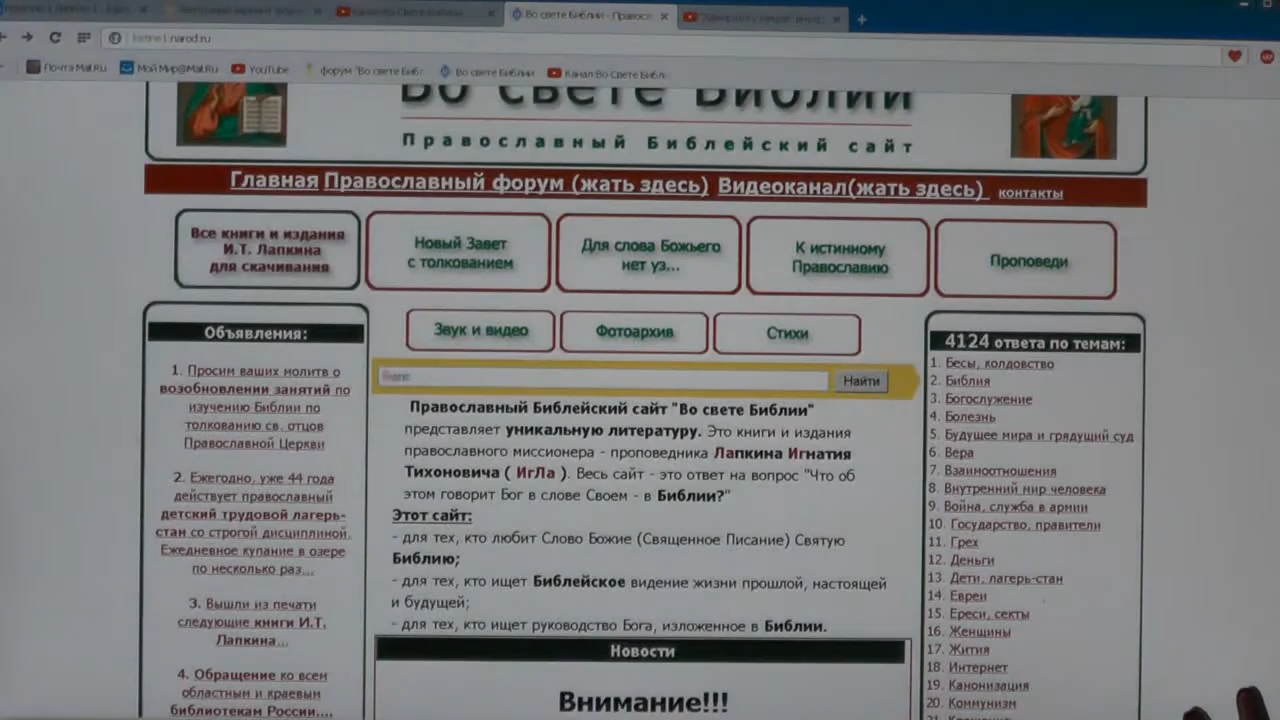 Во свете Библии - Правосл
narod.ru
Почта Mail.Ru
Мой Мир@Mail.Ru
YouTube
форум "Во свете Библ
Во свете Библии
Канал Во Свете Библи
Во свете Библии
Православный Библейский сайт
Главная Православный форум (жать здесь) Видеоканал(жать здесь) контакты
Все книги и издания
И.Т. Лапкина
для скачивания
Новый Завет
с толкованием
Для слова Божьего
нет уз...
К истинному
Православию
Проповеди
Звук и видео
Фотоархив
Стихи
Объявления:
1. Просим ваших молитв о
возобновлении занятий по
изучению Библии по
толкованию св. отцов
Православной Церкви
2. Ежегодно, уже 44 года
действует православный
детский трудовой лагерь-
стан со строгой дисциплиной.
Ежедневное купание в озере
по несколько раз...
3. Вышли из печати
следующие книги И.Т.
Лапкина...
4. Обращение ко всем
областным и краевым
библиотекам России....
Найти
Православный Библейский сайт "Во свете Библии"
представляет уникальную литературу. Это книги и издания
православного миссионера - проповедника Лапкина Игнатия
Тихоновича ( ИгЛа ). Весь сайт - это ответ на вопрос "Что об
этом говорит Бог в слове Своем - в Библии?"
Этот сайт:
- для тех, кто любит Слово Божие (Священное Писание) Святую
Библию;
- для тех, кто ищет Библейское видение жизни прошлой, настоящей
и будущей;
- для тех, кто ищет руководство Бога, изложенное в Библии.
Новости
Внимание!!!
4124 ответа по темам:
1. Бесы, колдовство
2. Библия
3. Богослужение
4. Болезнь
5. Будущее мира и грядущий суд
6. Вера
7. Взаимоотношения
8. Внутренний мир человека
9. Война, служба в армии
10. Государство, правители
11. Грех
12. Деньги
13. Дети, лагерь-стан
14. Евреи
15. Ереси, секты
16. Женщины
17. Жития
18. Интернет
19. Канонизация
20. Коммунизм